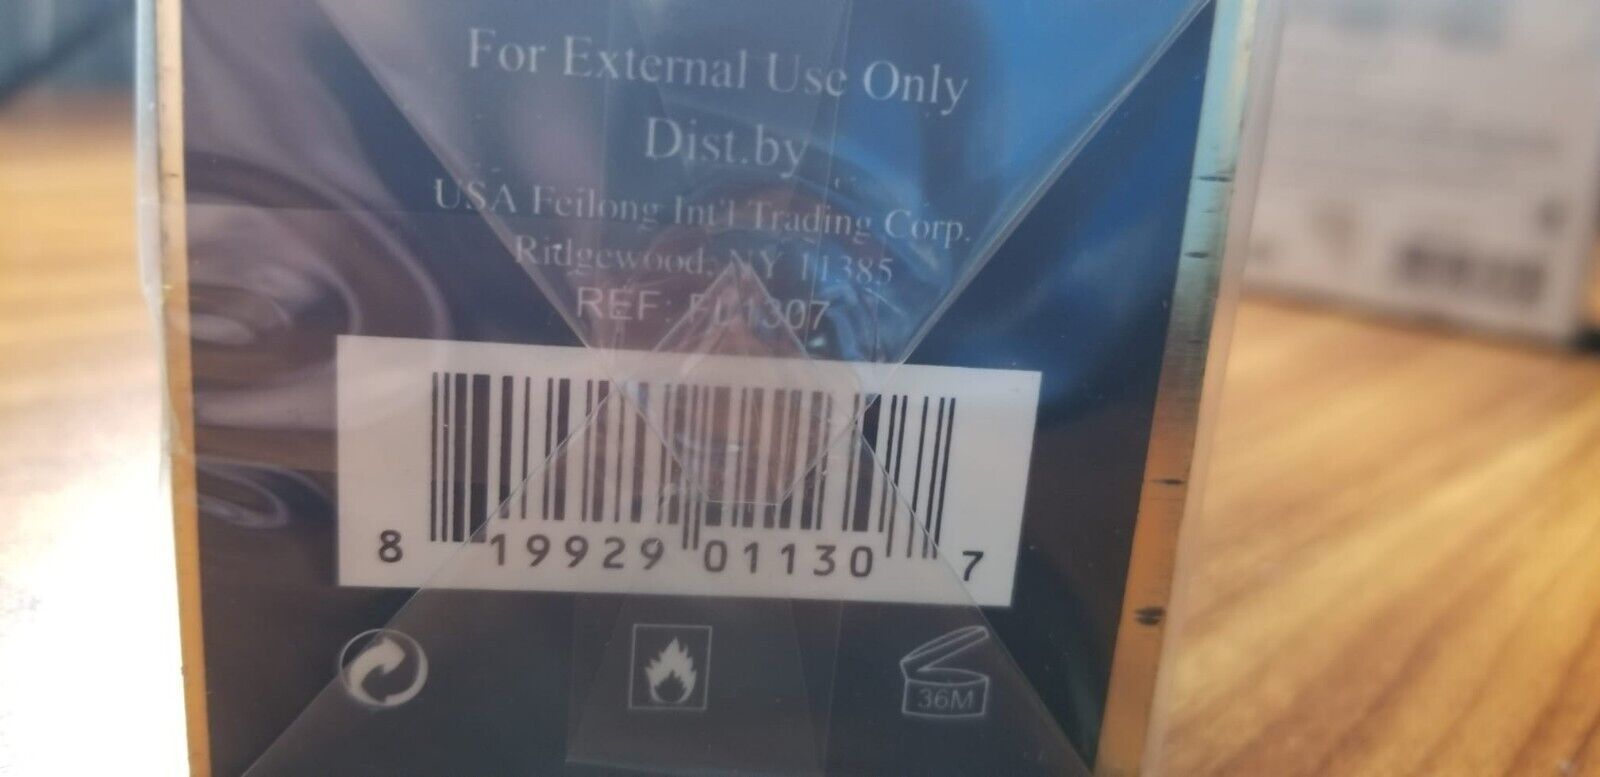 For External Use Only
Dist.by
USA Feilong Int'l Trading Corp.
Ridgewood, NY 11385
REF: FL1307
8 19929 01130 7
36M